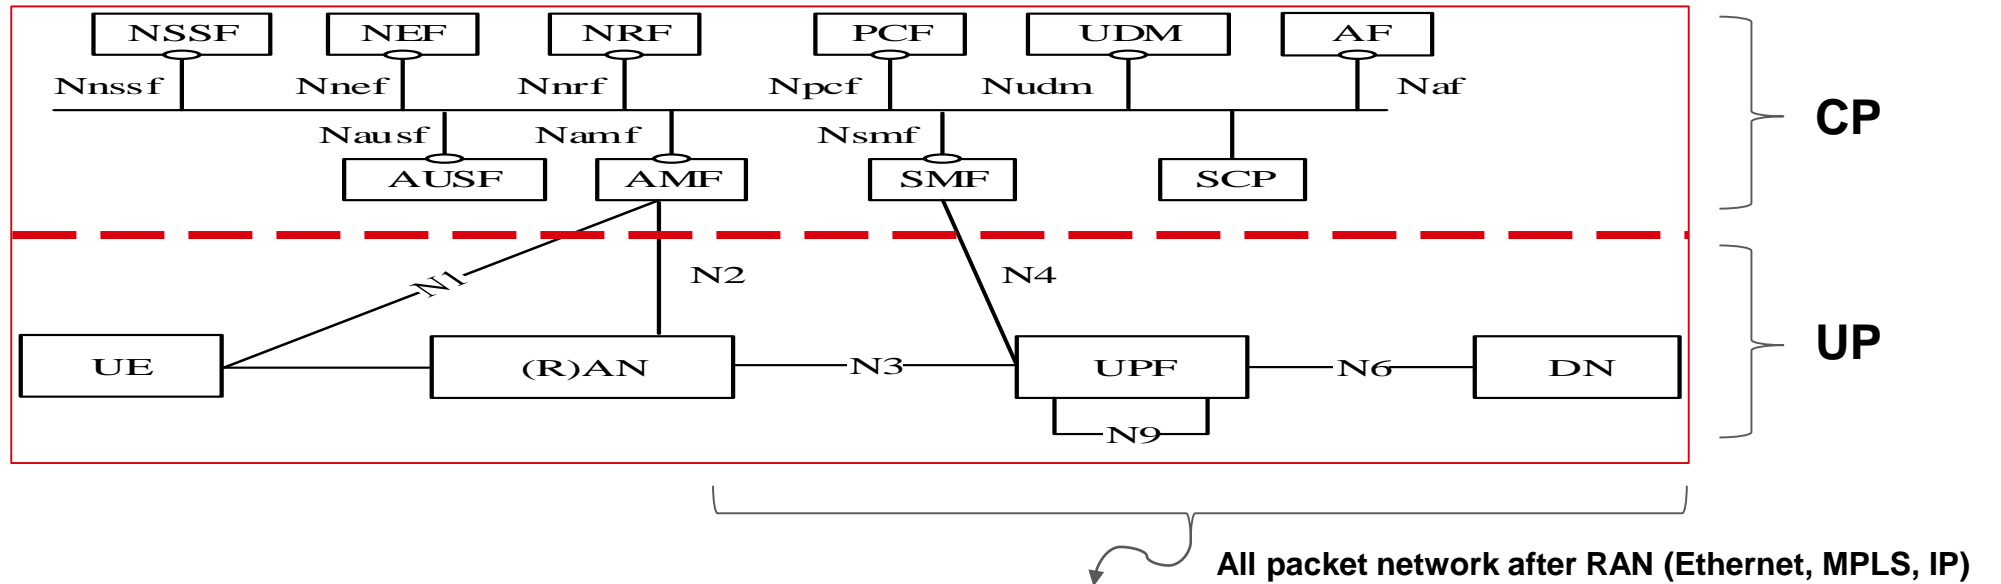 NSSF NEF NRF PCF UDM AF
Nnssf Nnef Nnrf Npcf Nudm Naf
CP
Nausf Namf Nsmf
AUSF AMF SMF SCP
N1 N2 N4
UE (R)AN N3 UPF N6 DN
UP
N9
All packet network after RAN (Ethernet, MPLS, IP)